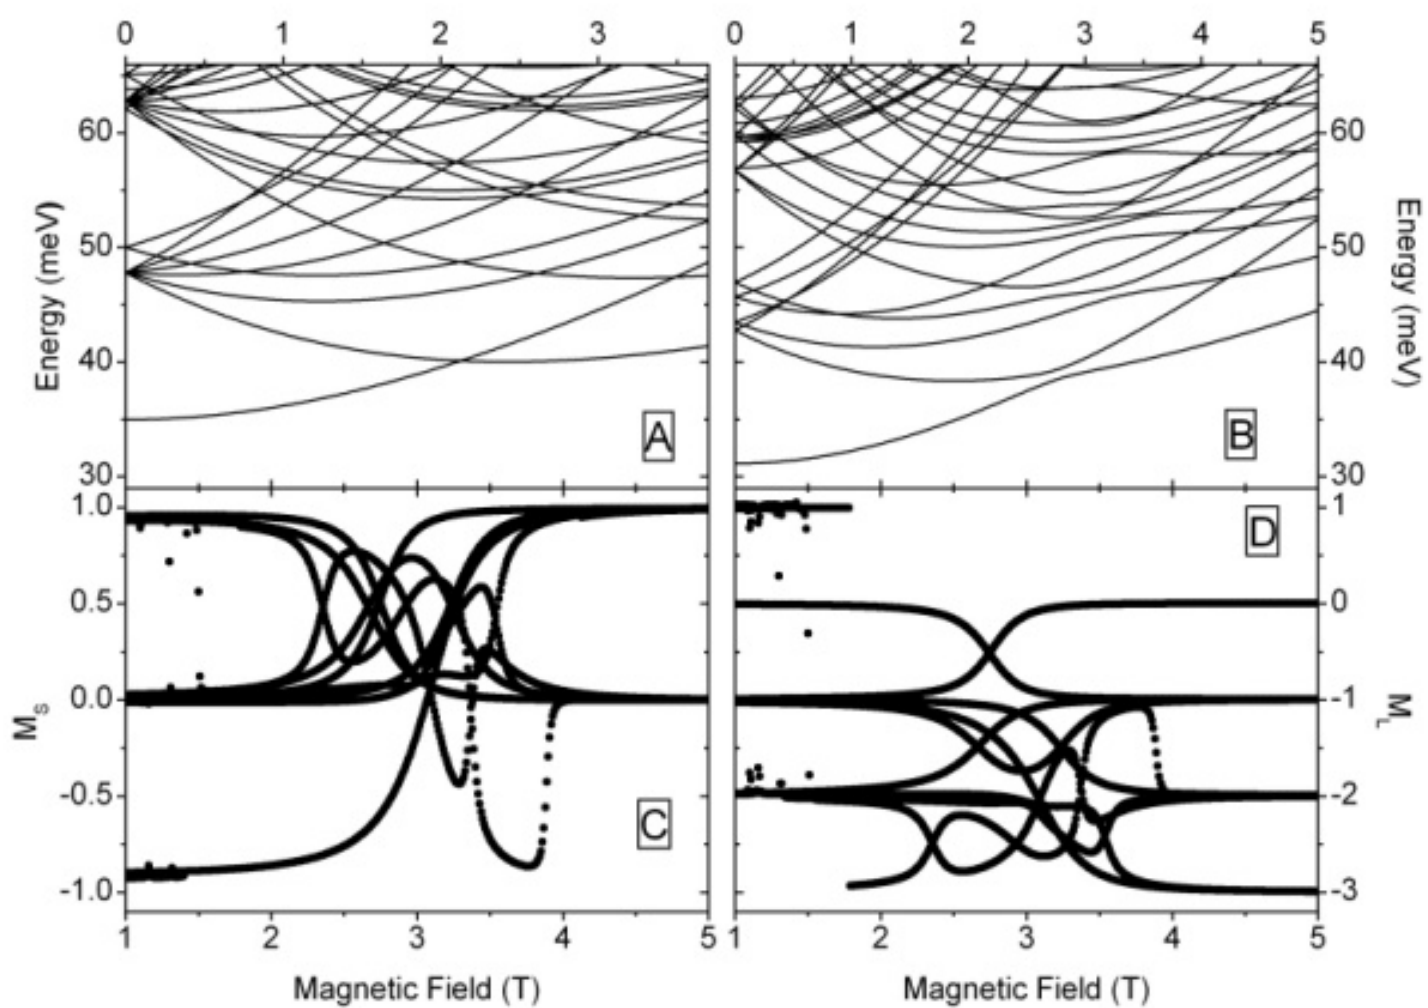 0 1 2 3 0 1 2 3 4 5
Energy (meV)
60
50
40
30
A
60
50
40
30
Energy (meV)
B
1.0
0.5
0.0
-0.5
-1.0
M_S
C
1
0
-1
-2
-3
M_L
D
1 2 3 4 5 1 2 3 4 5
Magnetic Field (T) Magnetic Field (T)